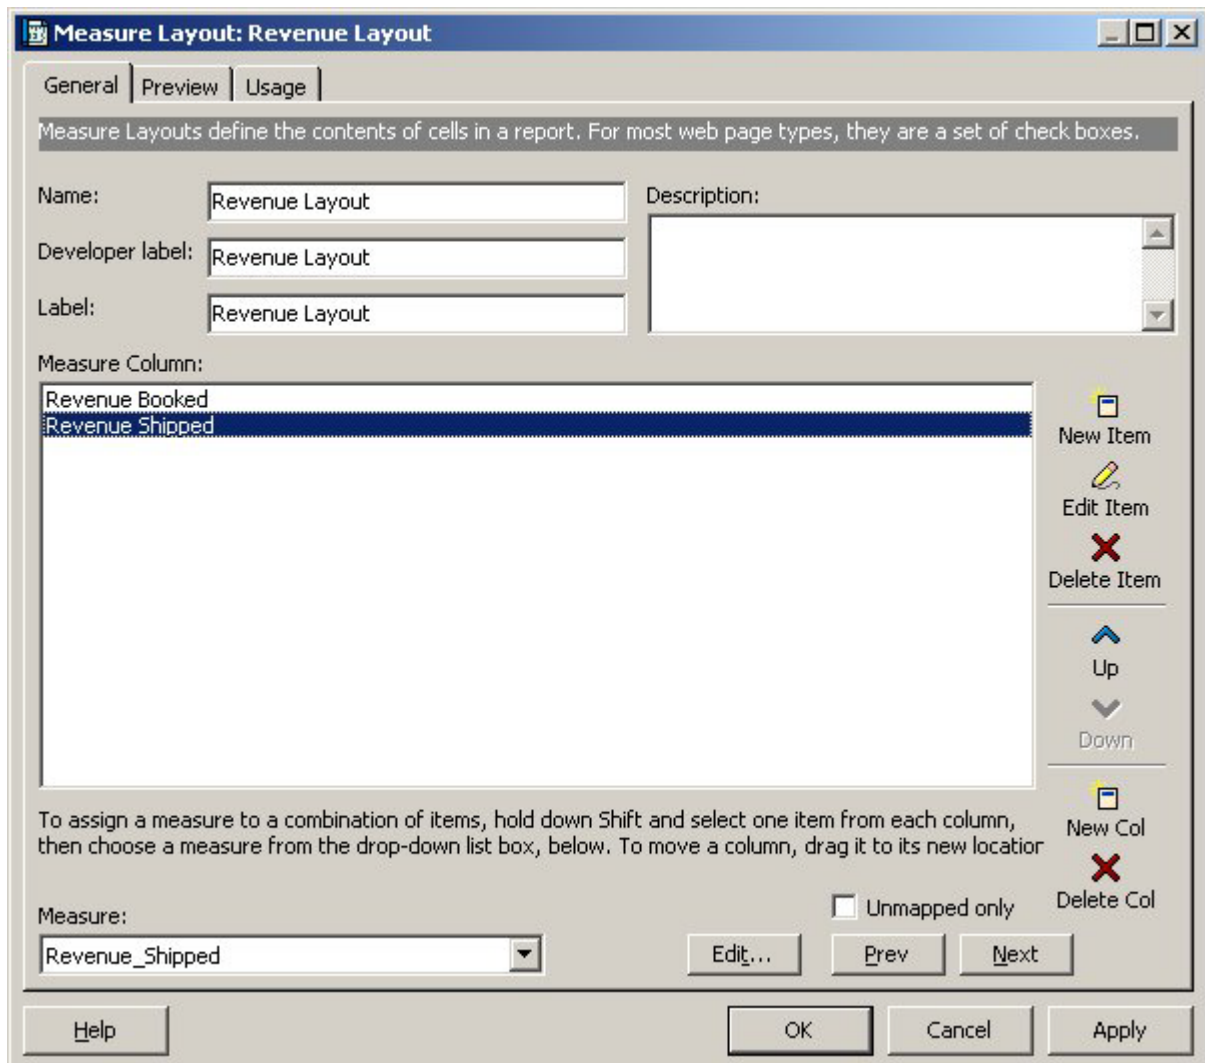 Measure Layout: Revenue Layout
General Preview Usage
Measure Layouts define the contents of cells in a report. For most web page types, they are a set of check boxes.
Name:
Revenue Layout
Description:
Developer label:
Revenue Layout
Label:
Revenue Layout
Measure Column:
Revenue Booked
Revenue Shipped
New Item
Edit Item
Delete Item
Up
Down
New Col
Delete Col
To assign a measure to a combination of items, hold down Shift and select one item from each column,
then choose a measure from the drop-down list box, below. To move a column, drag it to its new location
Unmapped only
Measure:
Revenue_Shipped
Edit... Prev Next
Help OK Cancel Apply